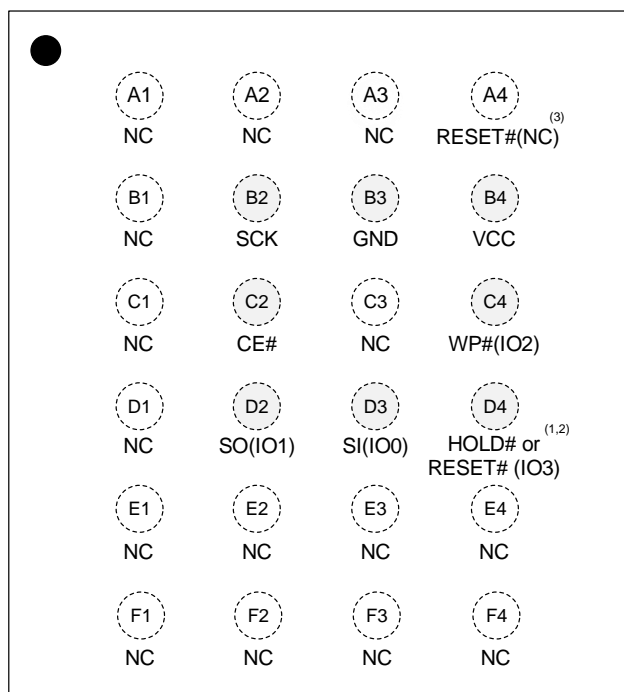 A1 A2 A3 A4
NC NC NC RESET#(NC) (3)
B1 B2 B3 B4
NC SCK GND VCC
C1 C2 C3 C4
NC CE# NC WP#(IO2)
D1 D2 D3 D4
NC SO(IO1) SI(IO0) HOLD# or (1,2)
RESET# (IO3)
E1 E2 E3 E4
NC NC NC NC
F1 F2 F3 F4
NC NC NC NC